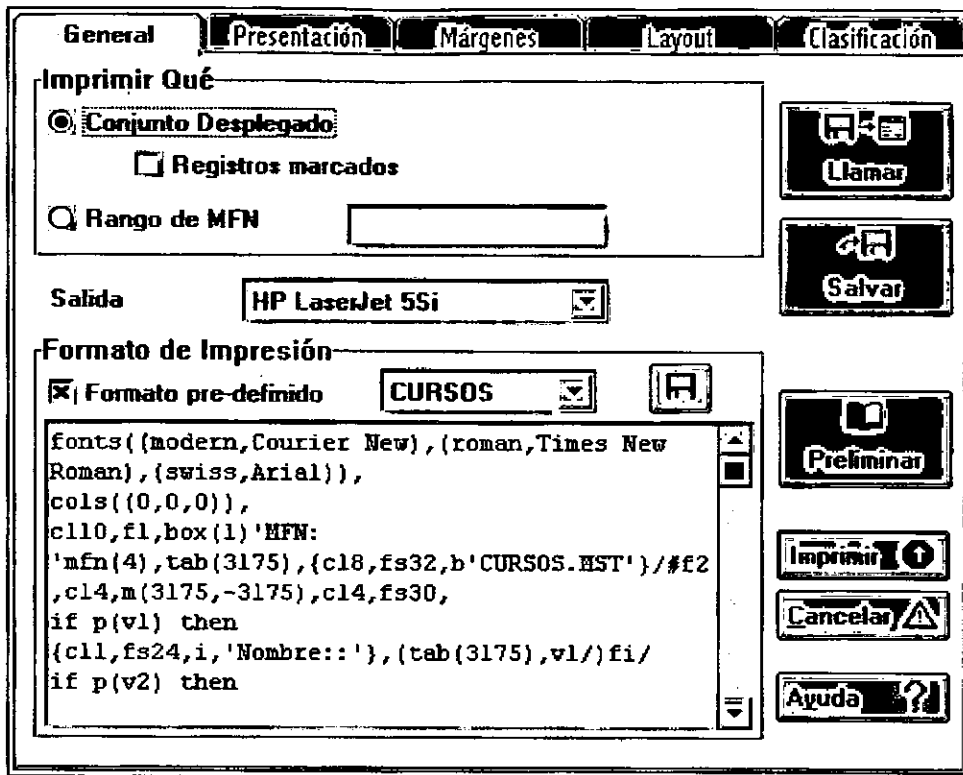 General Presentación Márgenes Layout Clasificación
Imprimir Qué
Conjunto Desplegado
Registros marcados
Rango de MFN
Llamar
Salvar
Salida HP LaserJet 5Si
Formato de Impresión
Formato pre-definido CURSOS
fonts((modern,Courier New),(roman,Times New
Roman),(swiss,Arial)),
cols((0,0,0)),
cl10,f1,box(1)'MFN:
'mfn(4),tab(3175),{cl8,fs32,b'CURSOS.MST'}/#f2
,cl4,m(3175,-3175),cl4,fs30,
if p(v1) then
{cl1,fs24,i,'Nombre::'},(tab(3175),v1/)fi/
if p(v2) then
Preliminar
Imprimir
Cancelar
Ayuda